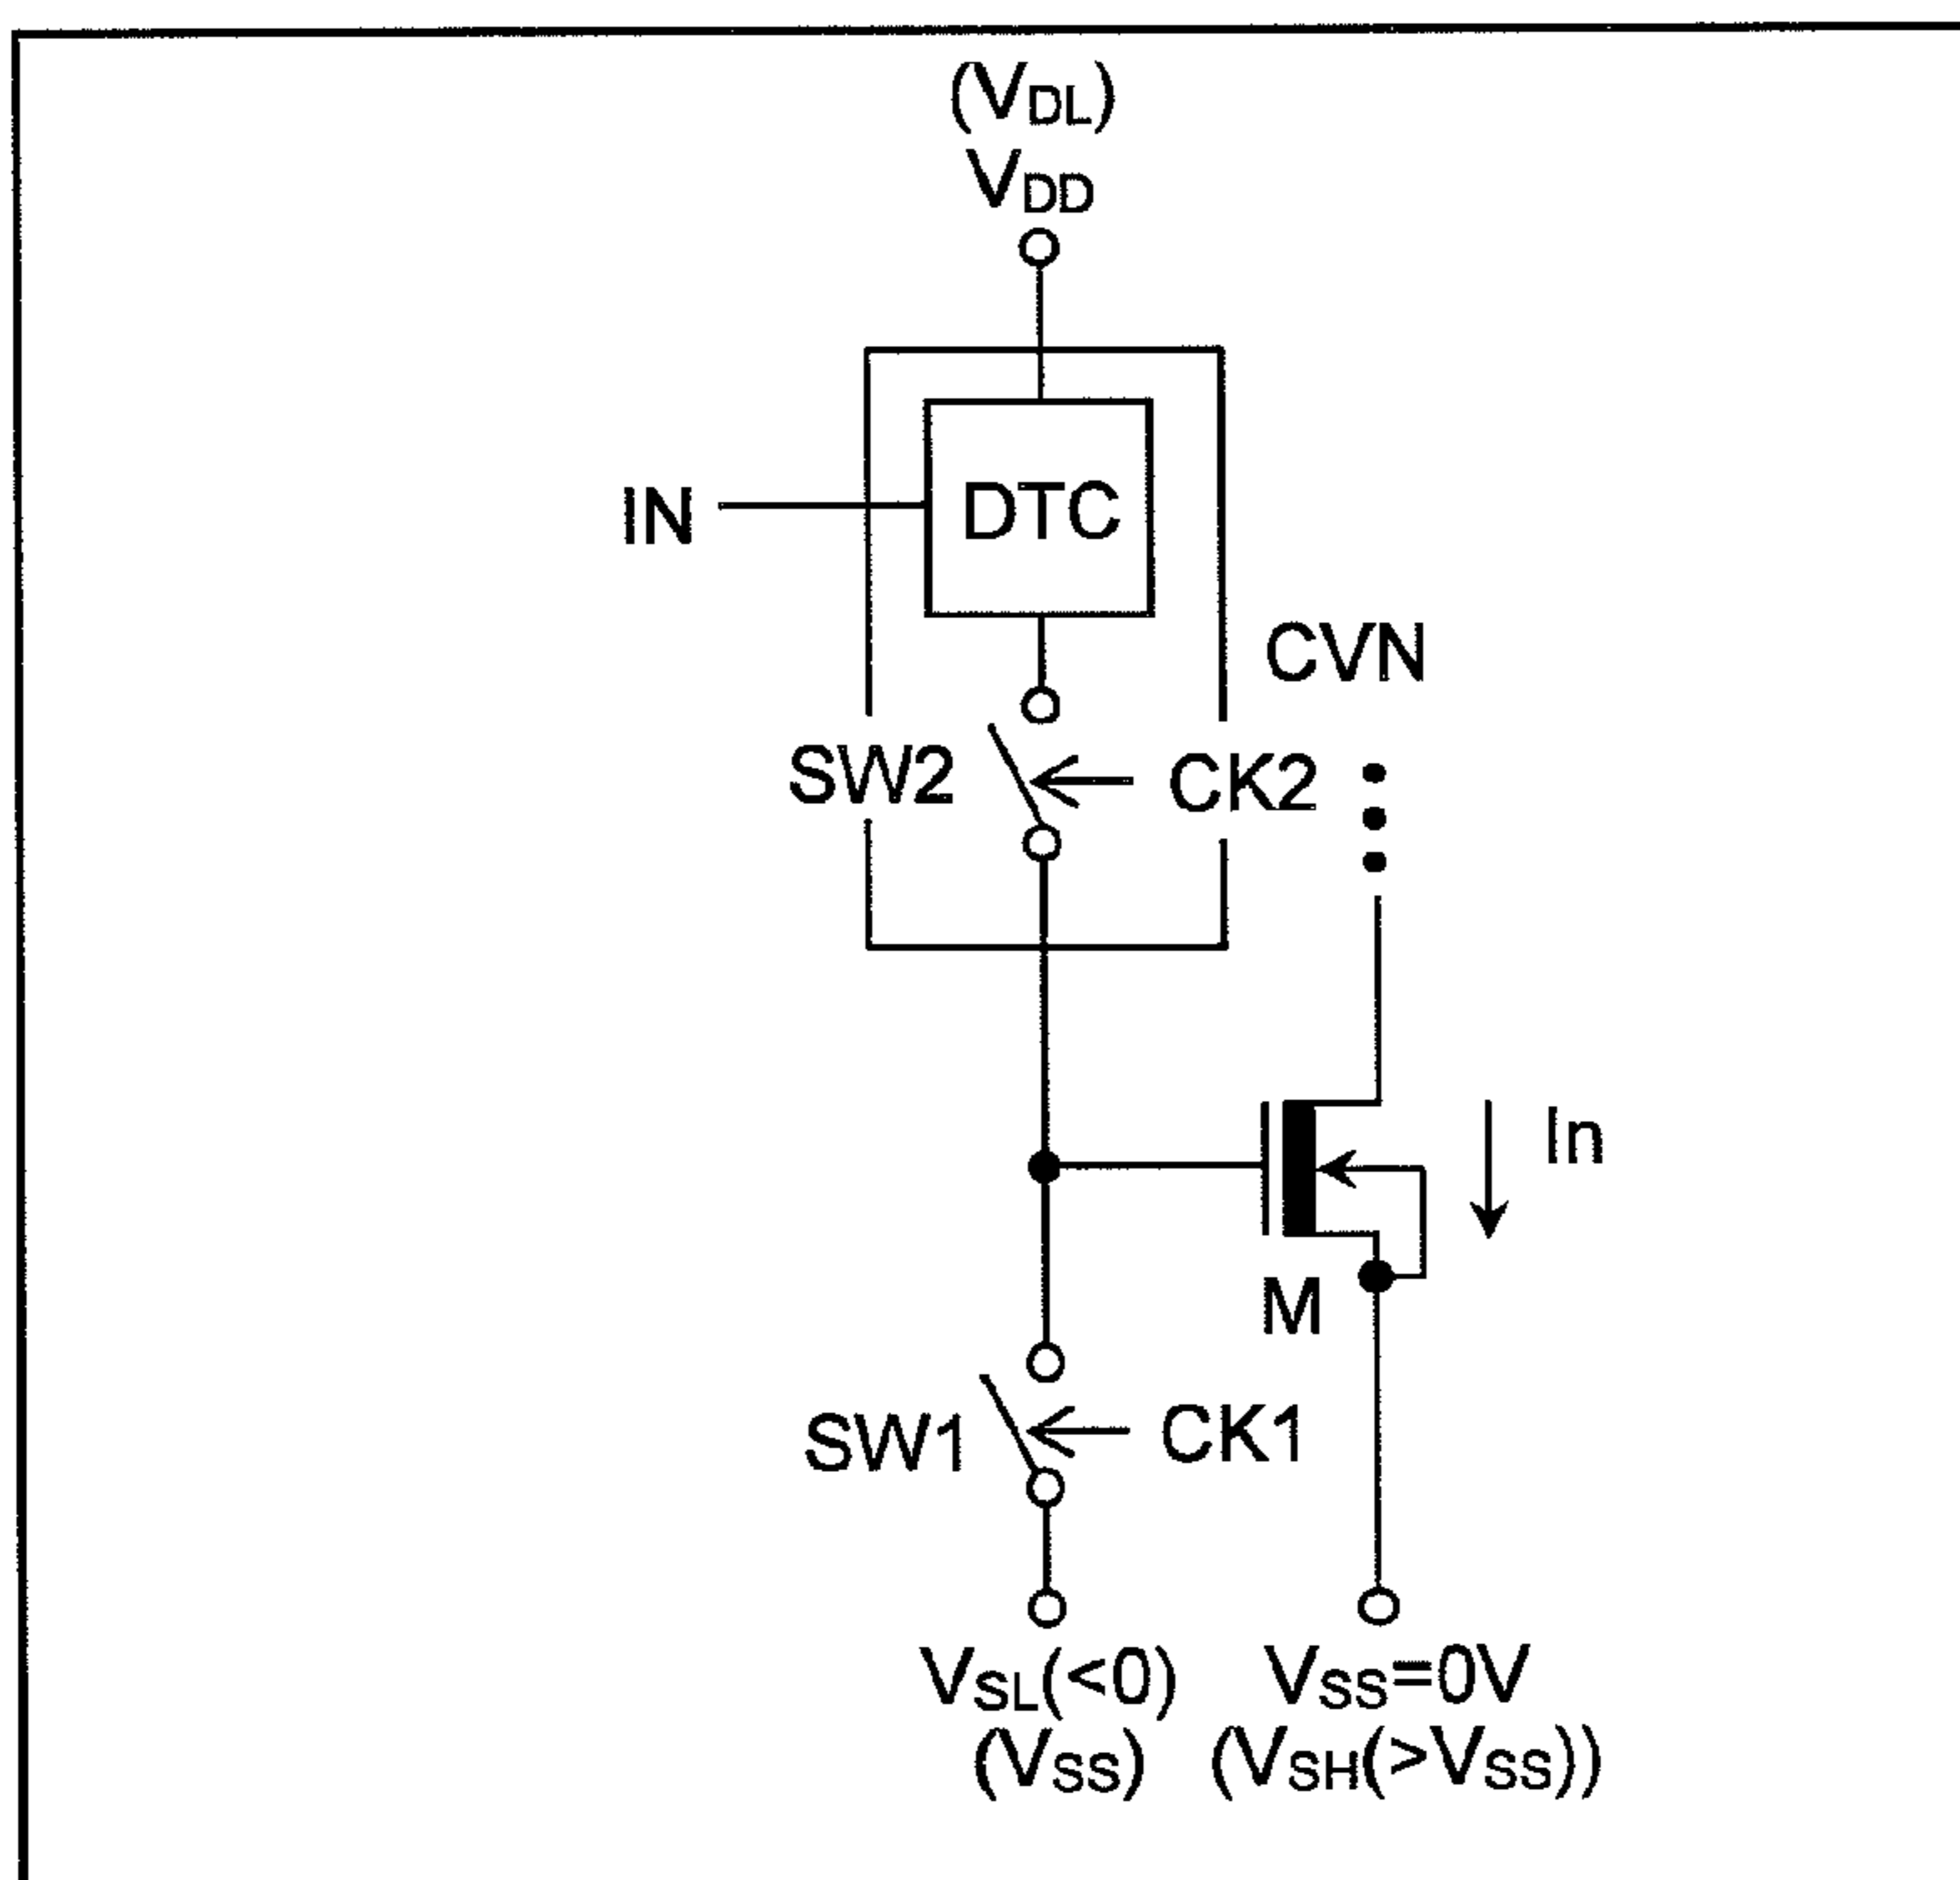 (VDL)
VDD
IN
DTC
CVN
SW2
CK2
In
M
SW1
CK1
VSL(<0)
VSS=0V
(VSS)
(VSH(>VSS))